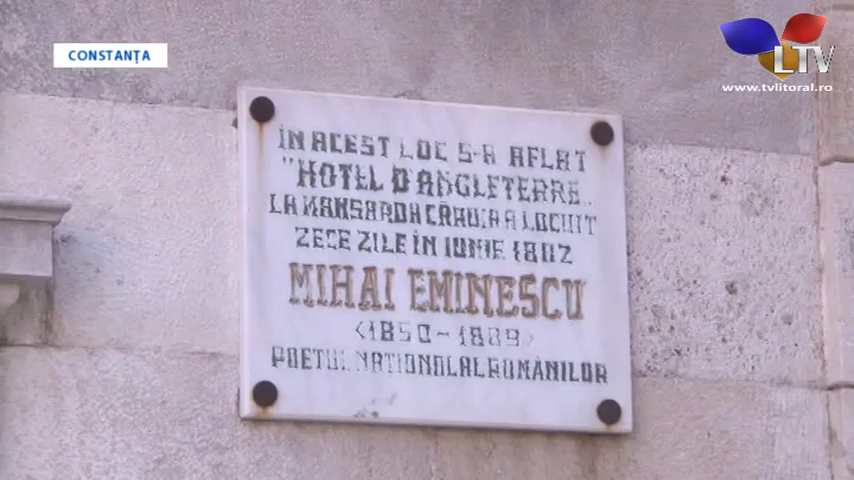 CONSTANȚA
LTV
www.tvlitoral.ro
ÎN ACEST LOC S-A AFLAT
"HOTEL D'ANGLETERRE"
LA MANSARDA CĂRUIA A LOCUIT
ZECE ZILE ÎN IUNIE 1882
MIHAI EMINESCU
(1850-1889)
POETUL NAȚIONAL AL ROMÂNILOR